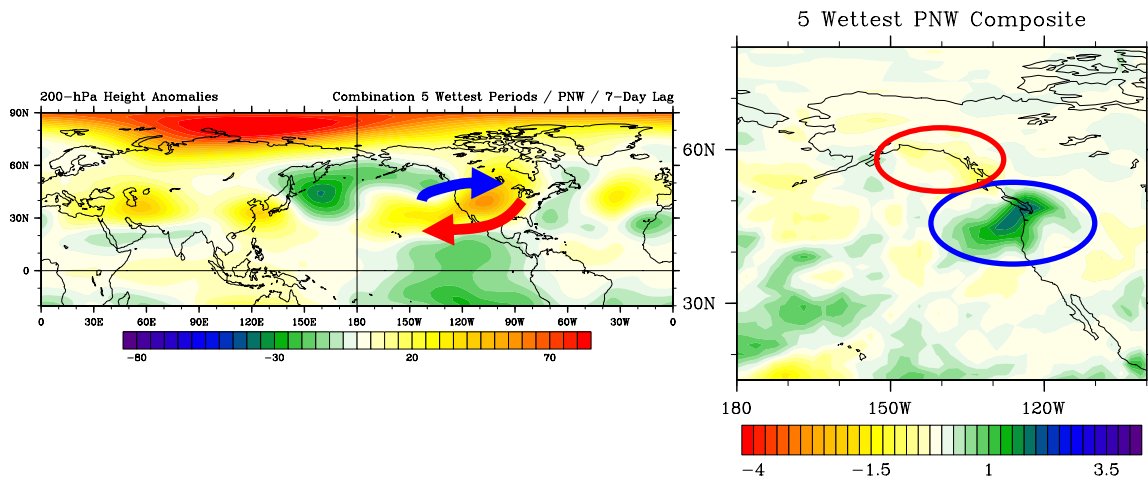 5 Wettest PNW Composite
200-hPa Height Anomalies Combination 5 Wettest Periods / PNW / 7-Day Lag
90N
60N
30N
0
0 30E 60E 90E 120E 150E 180 150W 120W 90W 60W 30W 0
-80 -30 20 70
60N
30N
180 150W 120W
-4 -1.5 1 3.5